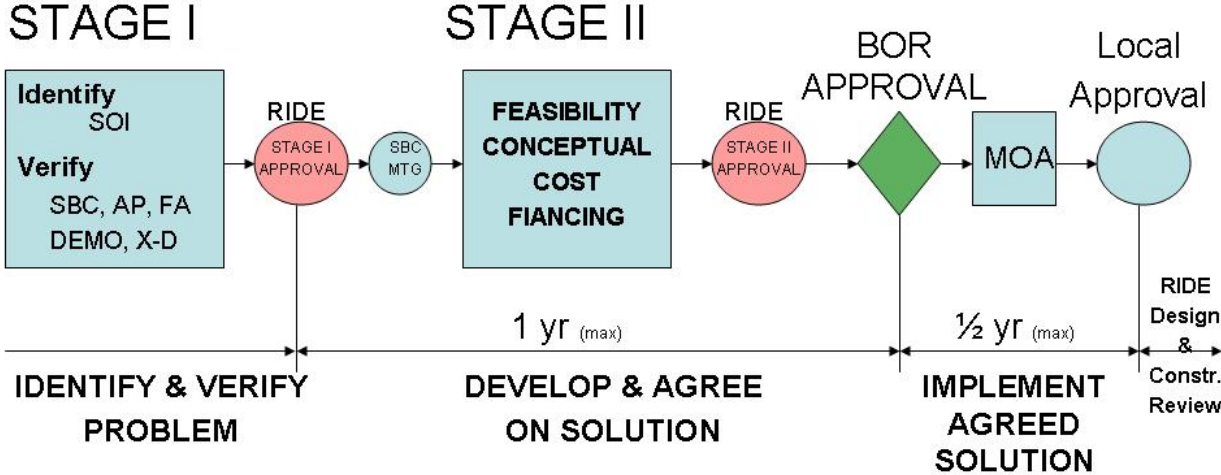 STAGE I
STAGE II
BOR
APPROVAL
Local
Approval
Identify
SOI
Verify
SBC, AP, FA
DEMO, X-D
RIDE
STAGE I
APPROVAL
SBC
MTG
FEASIBILITY
CONCEPTUAL
COST
FIANCING
RIDE
STAGE II
APPROVAL
MOA
1 yr (max)
½ yr (max)
RIDE
Design
&
Constr.
Review
IDENTIFY & VERIFY
PROBLEM
DEVELOP & AGREE
ON SOLUTION
IMPLEMENT
AGREED
SOLUTION